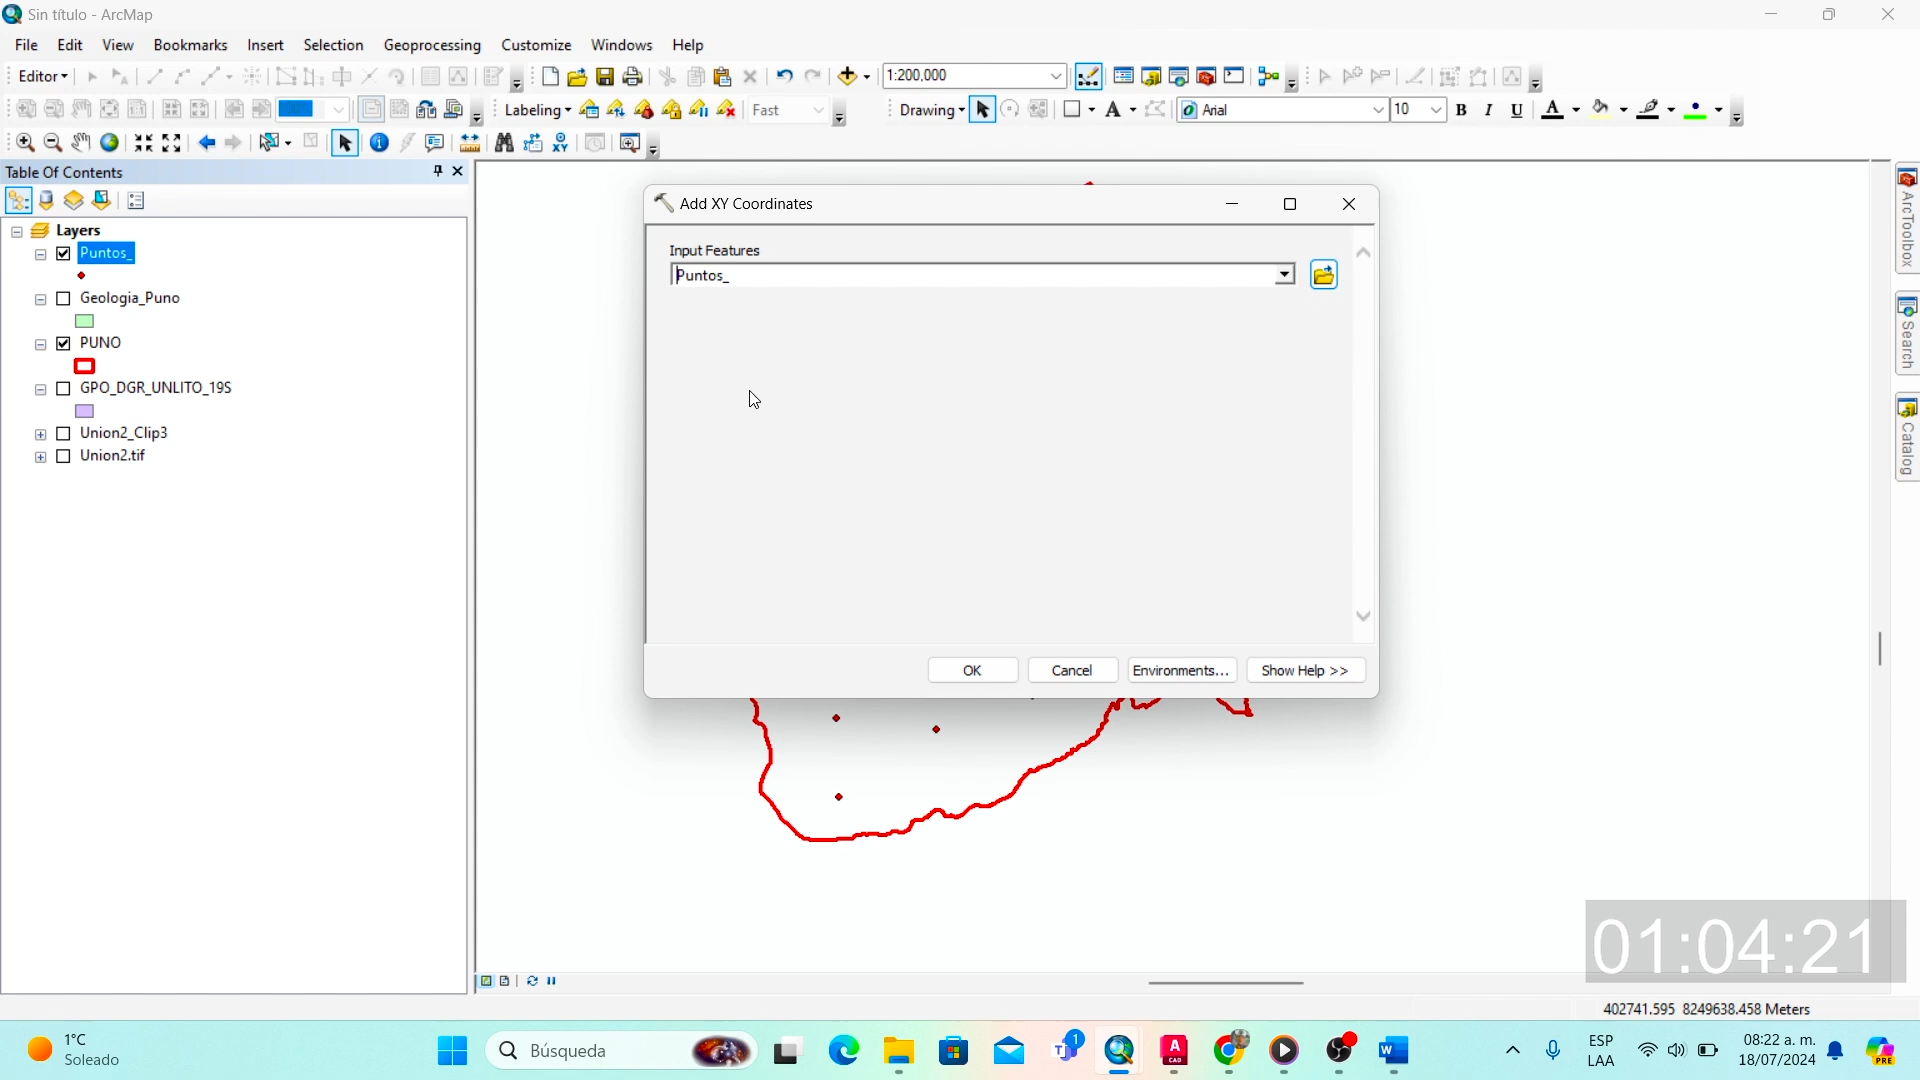 Sin título - ArcMap
File Edit View Bookmarks Insert Selection Geoprocessing Customize Windows Help
Editor 1:200,000
Labeling Fast Drawing Arial 10 B I U A
Table Of Contents
Layers
Puntos_
Geologia_Puno
PUNO
GPO_DGR_UNLITO_19S
Union2_Clip3
Union2.tif
Add XY Coordinates
Input Features
Puntos_
OK Cancel Environments... Show Help >>
ArcToolbox
Search
Catalog
01:04:21
402741.595 8249638.458 Meters
1°C
Soleado
Búsqueda
1
ESP
LAA
08:22 a. m.
18/07/2024